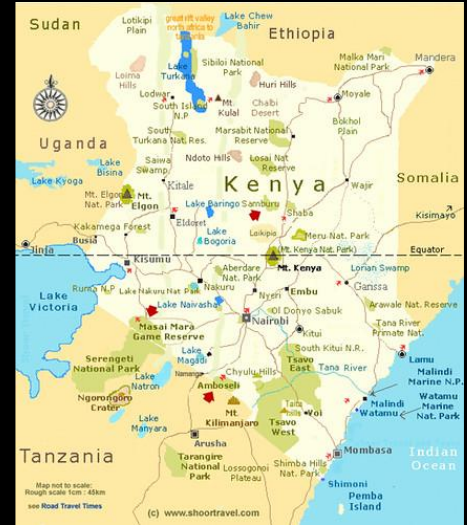 Sudan
Lotikipi
Plain
great rift valley
north africa to
tanzania
Lake Chew
Bahir
Ethiopia
Lake
Turkana
Sibiloi National
Park
Malka Mari
National Park
Mandera
Loima
Hills
Huri Hills
Lodwar
South Island
N.P
Mt
Kulal
Chabi
Desert
Moyale
Uganda
South
Turkana Nat. Res.
Marsabit National
Reserve
Bokhol
Plain
Lake
Bisina
Saiwa
Swamp
Ndoto Hills
Losai Nat
Reserve
Lake Kyoga
Mt. Elgon
Nat. Park
Mt.
Elgon
Kitale
Kenya
Wajir
Somalia
Lake Baringo
Samburu
Shaba
Kisimayo
Kakamega Forest
Eldoret
Lake
Bogoria
Laikipia
Meru Nat. Park
Jinja
Busia
Kisumu
(Mt. Kenya Nat. Park)
Equator
Mt. Kenya
Lorian Swamp
Aberdare
Nat. Park
Ruma N.P
Lake Nakuru Nat Park
Nakuru
Nyeri
Embu
Garissa
Lake
Victoria
Lake Naivasha
Ol Donyo Sabuk
Arawale Nat. Reserve
Masai Mara
Game Reserve
Nairobi
Kitui
Tana River
Primate Nat.
Serengeti
National Park
Lake
Magadi
South Kitui N.R.
Tsavo
East
Tana River
Lamu
Malindi
Marine N.P.
Namanga
Chyulu Hills
Amboseli
Ngorongoro
Crater
Lake
Natron
Malindi
Watamu
Watamu
Marine
Nat. Park
Mt.
Kilimanjaro
Taita
hills
Voi
Tsavo
West
Lake
Manyara
Arusha
Mombasa
Indian
Ocean
Tanzania
Tarangire
National
Park
Lossogonoi
Plateau
Shimba Hills
Nat. Park
Map not to scale:
Rough scale 1cm : 45km
see Road Travel Times
Shimoni
Pemba
Island
(c) www.shoortravel.com